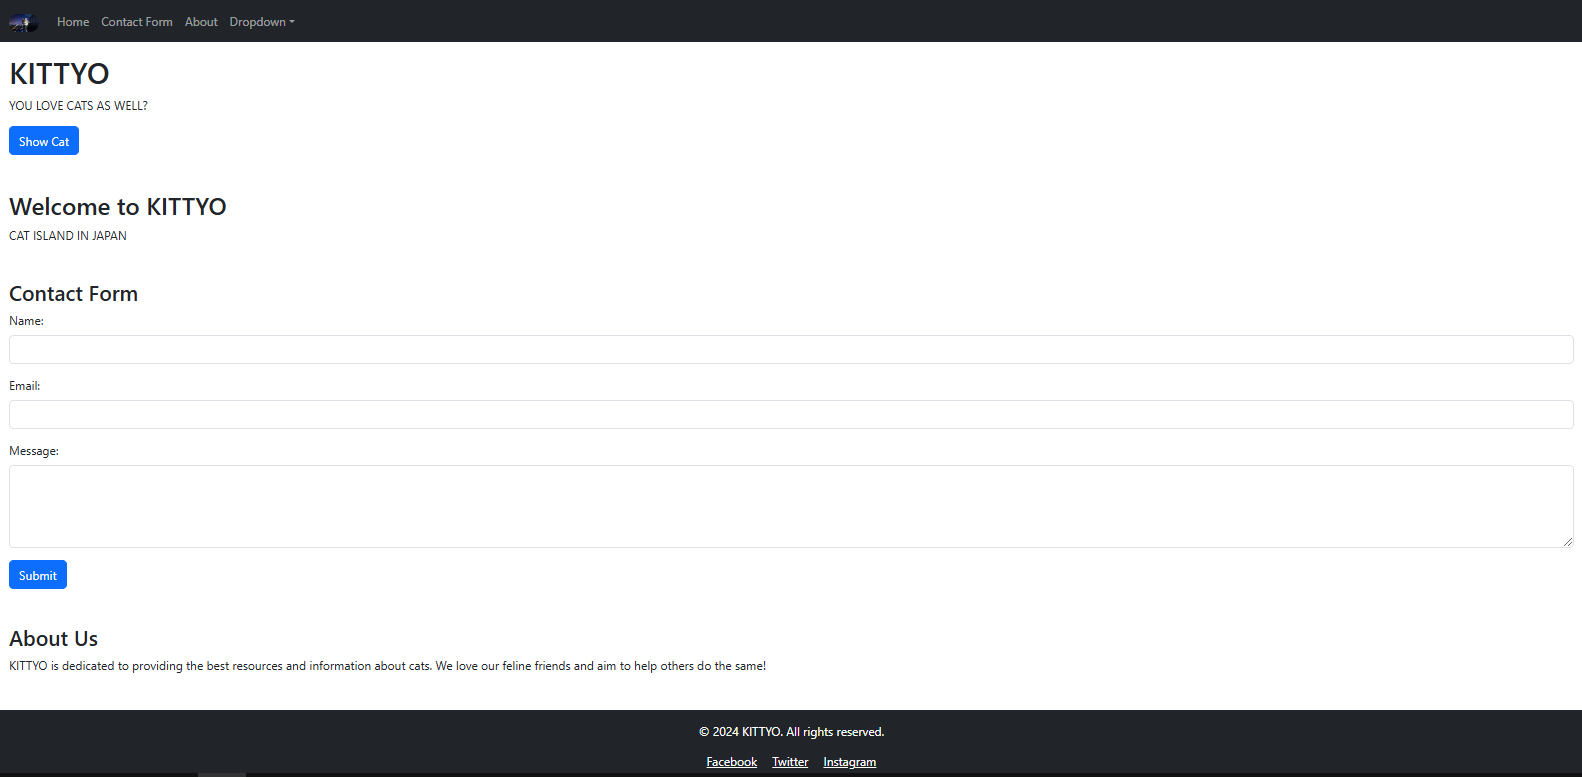 Home Contact Form About Dropdown
KITTYO
YOU LOVE CATS AS WELL?
Show Cat
Welcome to KITTYO
CAT ISLAND IN JAPAN
Contact Form
Name:
Email:
Message:
Submit
About Us
KITTYO is dedicated to providing the best resources and information about cats. We love our feline friends and aim to help others do the same!
© 2024 KITTYO. All rights reserved.
Facebook Twitter Instagram